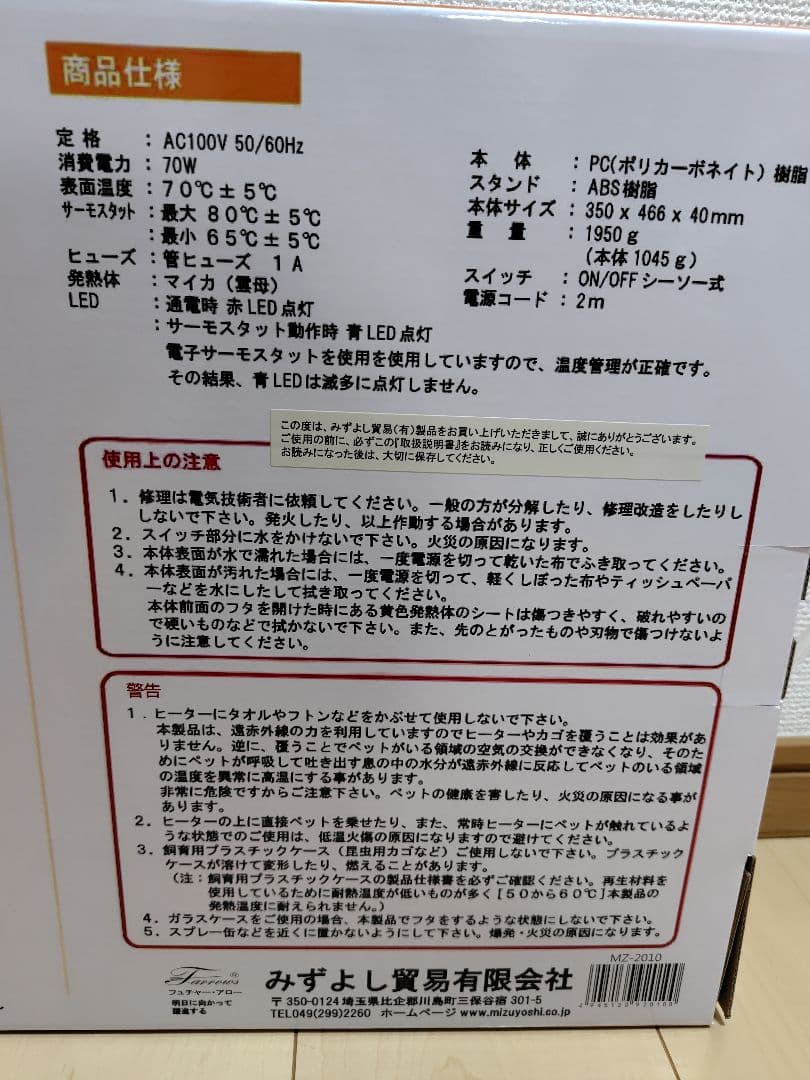 商品仕様
定格 : AC100V 50/60Hz
消費電力 : 70W
表面温度 : 70℃±5℃
サーモスタット : 最大 80℃±5℃
: 最小 65℃±5℃
ヒューズ : 管ヒューズ 1A
発熱体 : マイカ(雲母)
LED : 通電時 赤LED点灯
: サーモスタット動作時 青LED点灯
電子サーモスタットを使用を使用していますので、温度管理が正確です。
その結果、青LEDは滅多に点灯しません。
本体 : PC(ポリカーボネイト)樹脂
スタンド : ABS樹脂
本体サイズ : 350 x 466 x 40mm
重量 : 1950g
(本体1045g)
スイッチ : ON/OFFシーソー式
電源コード : 2m
この度は、みずよし貿易(有)製品をお買い上げいただきまして、誠にありがとうございます。
ご使用の前に、必ずこの『取扱説明書』をお読みになり、正しくご使用ください。
お読みになった後は、大切に保存してください。
使用上の注意
1. 修理は電気技術者に依頼してください。一般の方が分解したり、修理改造をしたりし
しないで下さい。発火したり、以上作動する場合があります。
2. スイッチ部分に水をかけないで下さい。火災の原因になります。
3. 本体表面が水で濡れた場合には、一度電源を切って乾いた布でふき取ってください。
4. 本体表面が汚れた場合には、一度電源を切って、軽くしぼった布やティッシュペーパ
ーなどを水にしたして拭き取ってください。
本体前面のフタを開けた時にある黄色発熱体のシートは傷つきやすく、破れやすいの
で硬いものなどで拭かないで下さい。また、先のとがったものや刃物で傷つけないよ
うに注意してください。
警告
1. ヒーターにタオルやフトンなどをかぶせて使用しないで下さい。
本製品は、遠赤外線の力を利用していますのでヒーターやカゴを覆うことは効果があ
りません。逆に、覆うことでペットがいる領域の空気の交換ができなくなり、そのた
めにペットが呼吸して吐き出す息の中の水分が遠赤外線に反応してペットのいる領域
の温度を異常に高温にする事があります。
非常に危険ですからご注意下さい。ペットの健康を害したり、火災の原因になる事が
あります。
2. ヒーターの上に直接ペットを乗せたり、また、常時ヒーターにペットが触れているよ
うな状態でのご使用は、低温火傷の原因になりますので避けてください。
3. 飼育用プラスチックケース(昆虫用カゴなど)ご使用しないで下さい。プラスチック
ケースが溶けて変形したり、燃えることがあります。
(注:飼育用プラスチックケースの製品仕様書を必ずご確認ください。再生材料を
使用しているために耐熱温度が低いものが多く[50から60℃]本製品の
発熱温度に耐えられません。)
4. ガラスケースをご使用の場合、本製品でフタをするような状態にしないで下さい。
5. スプレー缶などを近くに置かないようにして下さい。爆発・火災の原因になります。
Farrows®
フュチャー・アロー
明日に向かって
躍進する
みずよし貿易有限会社
〒350-0124 埼玉県比企郡川島町三保谷宿 301-5
TEL049(299)2260 ホームページ www.mizuyoshi.co.jp
MZ-2010